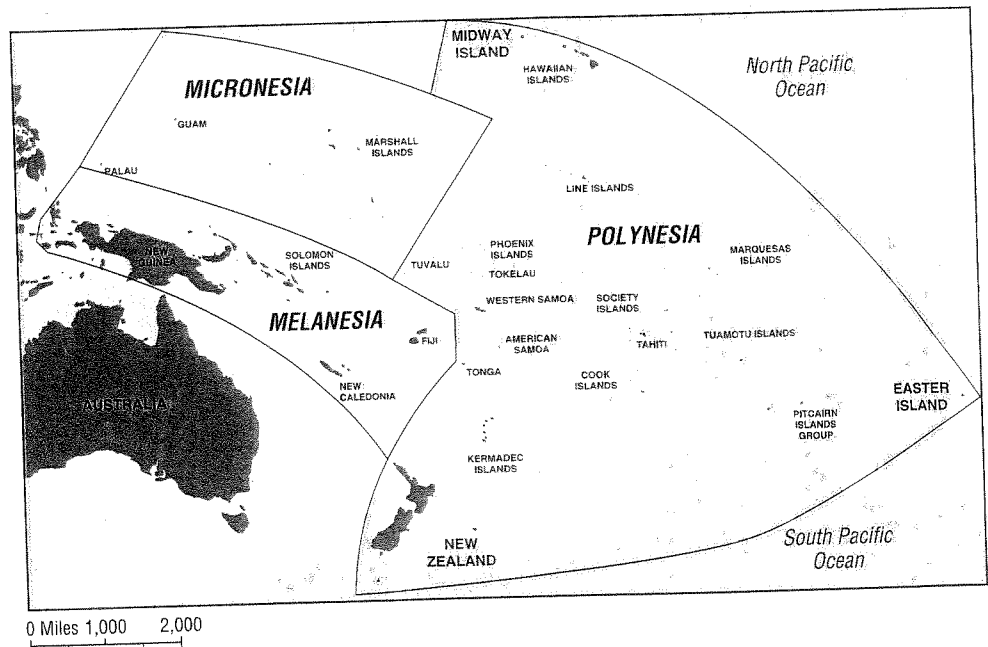 MIDWAY
ISLAND
HAWAIIAN
ISLANDS
North Pacific
Ocean
MICRONESIA
GUAM
MARSHALL
ISLANDS
PALAU
LINE ISLANDS
POLYNESIA
PHOENIX
ISLANDS
MARQUESAS
ISLANDS
NEW
GUINEA
SOLOMON
ISLANDS
TUVALU
TOKELAU
WESTERN SAMOA
SOCIETY
ISLANDS
MELANESIA
FIJI
AMERICAN
SAMOA
TAHITI
TUAMOTU ISLANDS
TONGA
COOK
ISLANDS
NEW
CALEDONIA
AUSTRALIA
EASTER
ISLAND
PITCAIRN
ISLANDS
GROUP
KERMADEC
ISLANDS
NEW
ZEALAND
South Pacific
Ocean
0 Miles 1,000 2,000